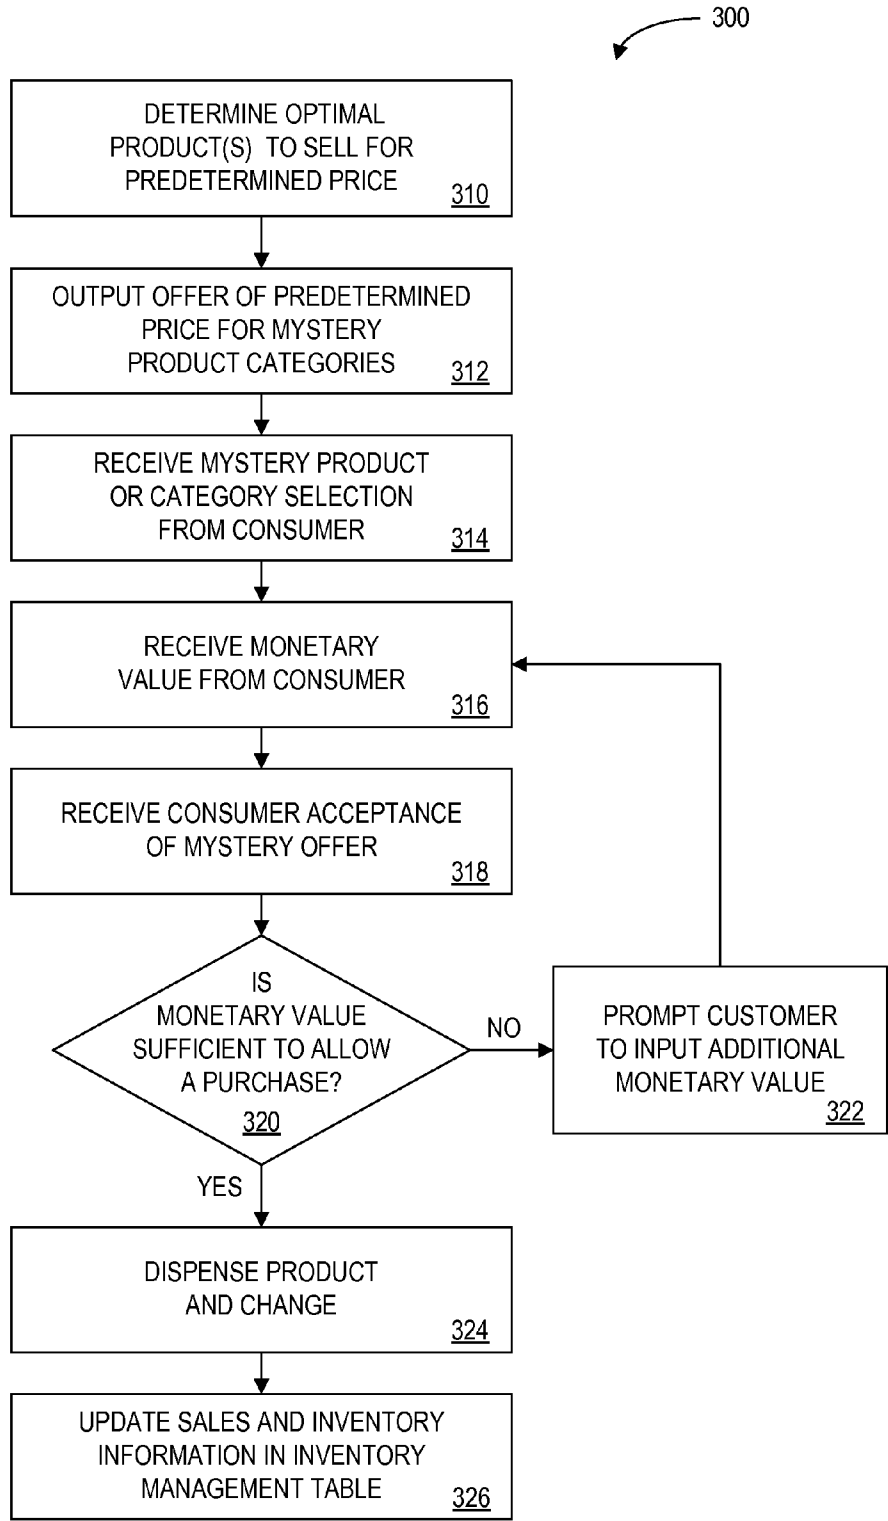 300
DETERMINE OPTIMAL
PRODUCT(S) TO SELL FOR
PREDETERMINED PRICE
310
OUTPUT OFFER OF PREDETERMINED
PRICE FOR MYSTERY
PRODUCT CATEGORIES
312
RECEIVE MYSTERY PRODUCT
OR CATEGORY SELECTION
FROM CONSUMER
314
RECEIVE MONETARY
VALUE FROM CONSUMER
316
RECEIVE CONSUMER ACCEPTANCE
OF MYSTERY OFFER
318
IS
MONETARY VALUE
SUFFICIENT TO ALLOW
A PURCHASE?
320
NO
PROMPT CUSTOMER
TO INPUT ADDITIONAL
MONETARY VALUE
322
YES
DISPENSE PRODUCT
AND CHANGE
324
UPDATE SALES AND INVENTORY
INFORMATION IN INVENTORY
MANAGEMENT TABLE
326